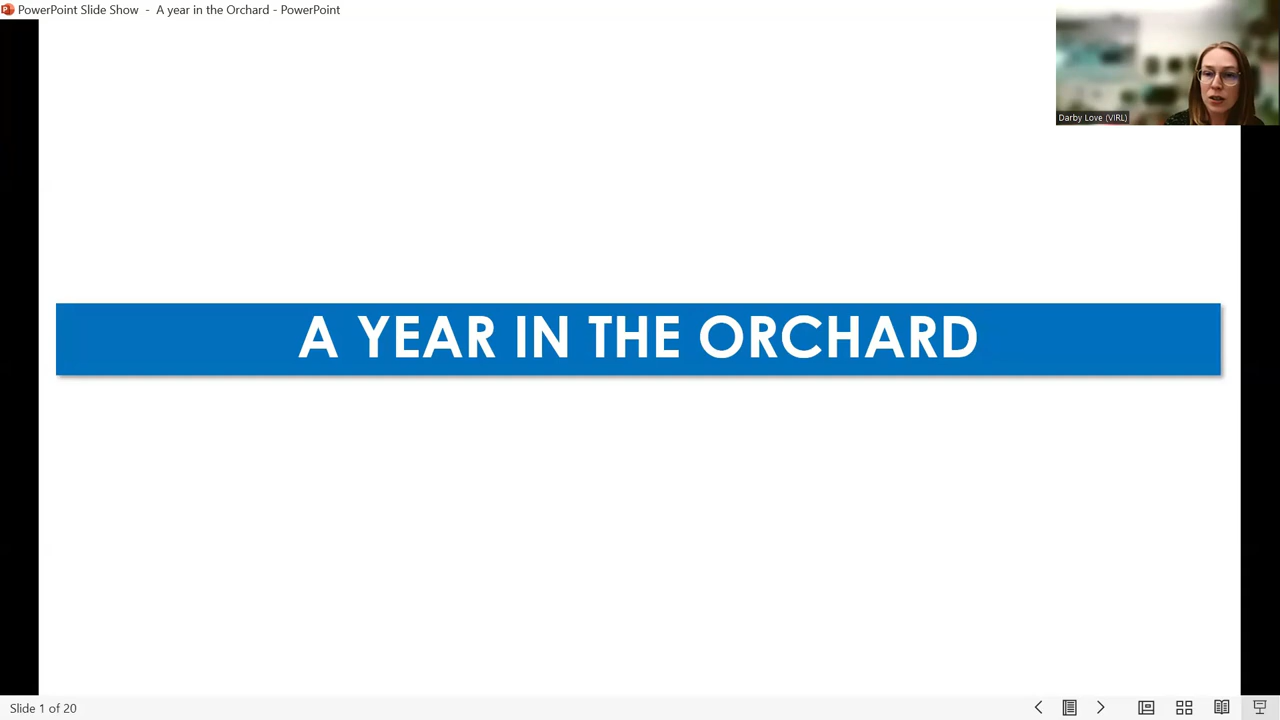 PowerPoint Slide Show - A year in the Orchard - PowerPoint
Darby Love (VIRL)
A YEAR IN THE ORCHARD
Slide 1 of 20